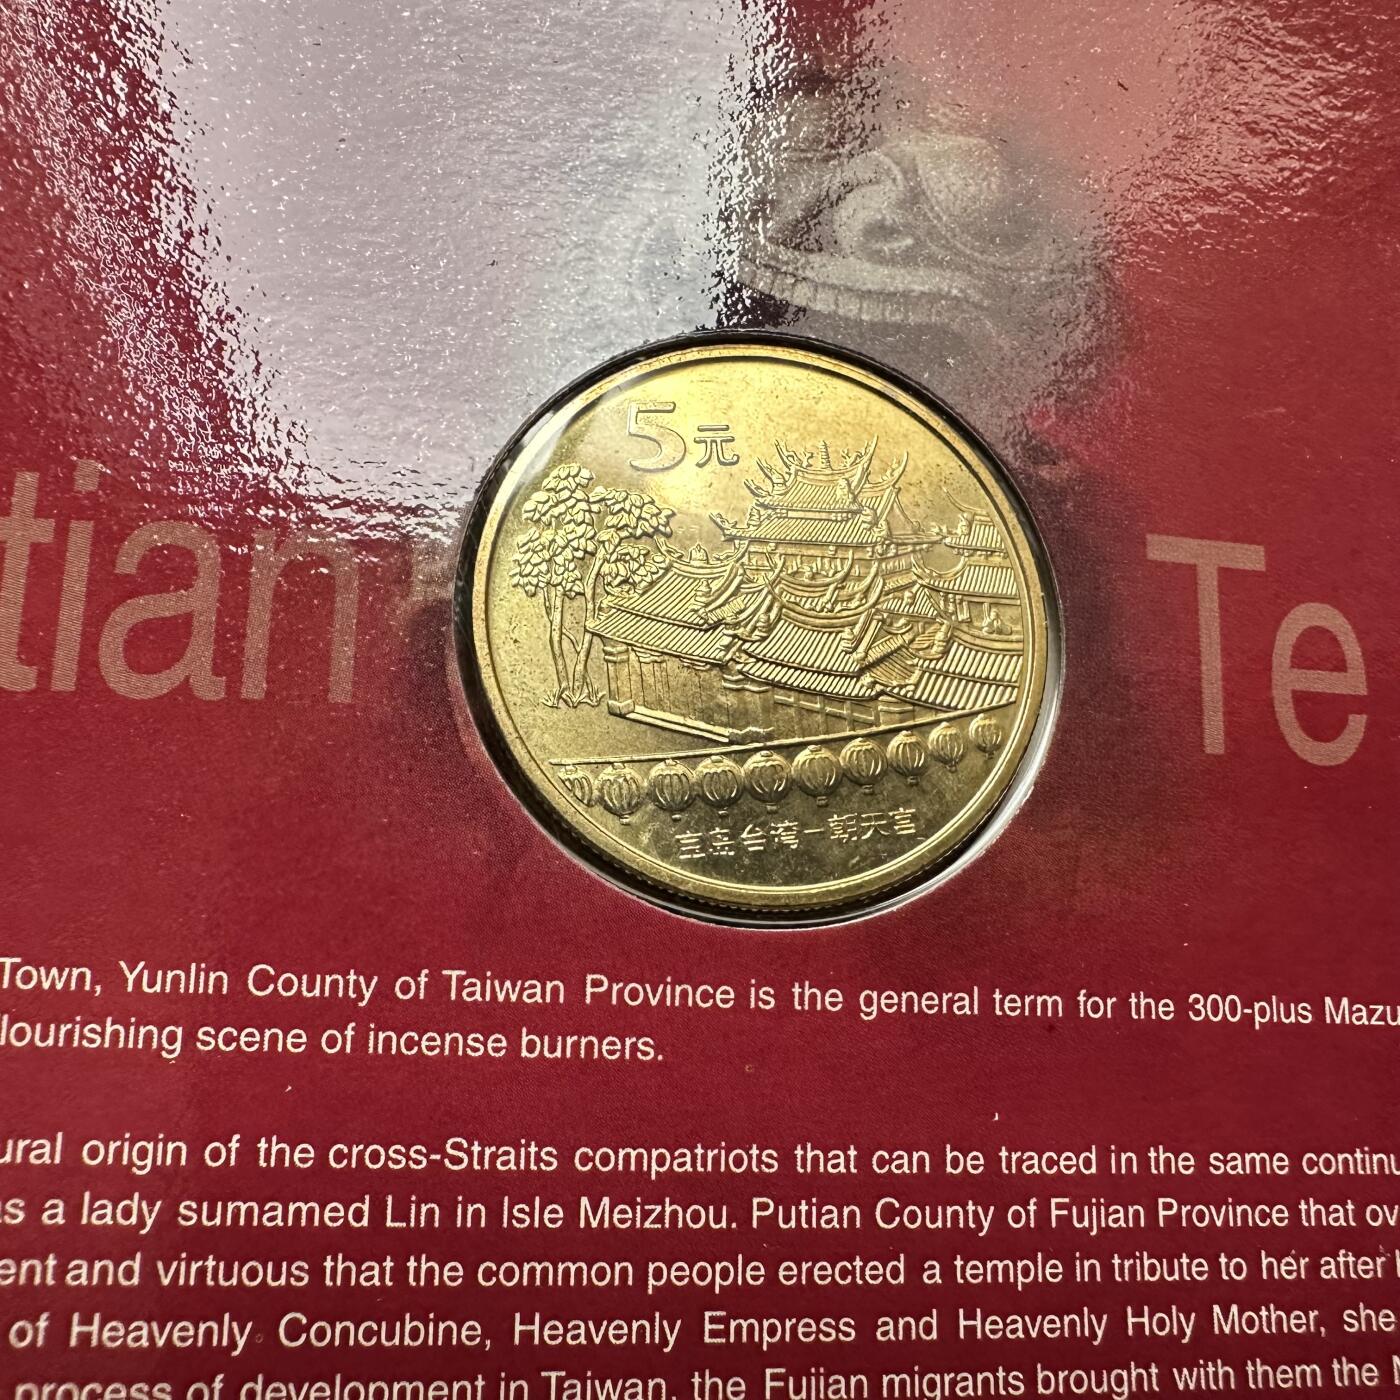 5元
tian
Te
宝岛台湾—朝天宫
Town, Yunlin County of Taiwan Province is the general term for the 300-plus Mazu
lourishing scene of incense burners.
ural origin of the cross-Straits compatriots that can be traced in the same continu
as a lady sumamed Lin in Isle Meizhou. Putian County of Fujian Province that ov
ent and virtuous that the common people erected a temple in tribute to her after
of Heavenly Concubine, Heavenly Empress and Heavenly Holy Mother, she
process of development in Taiwan, the Fujian migrants brought with them the M